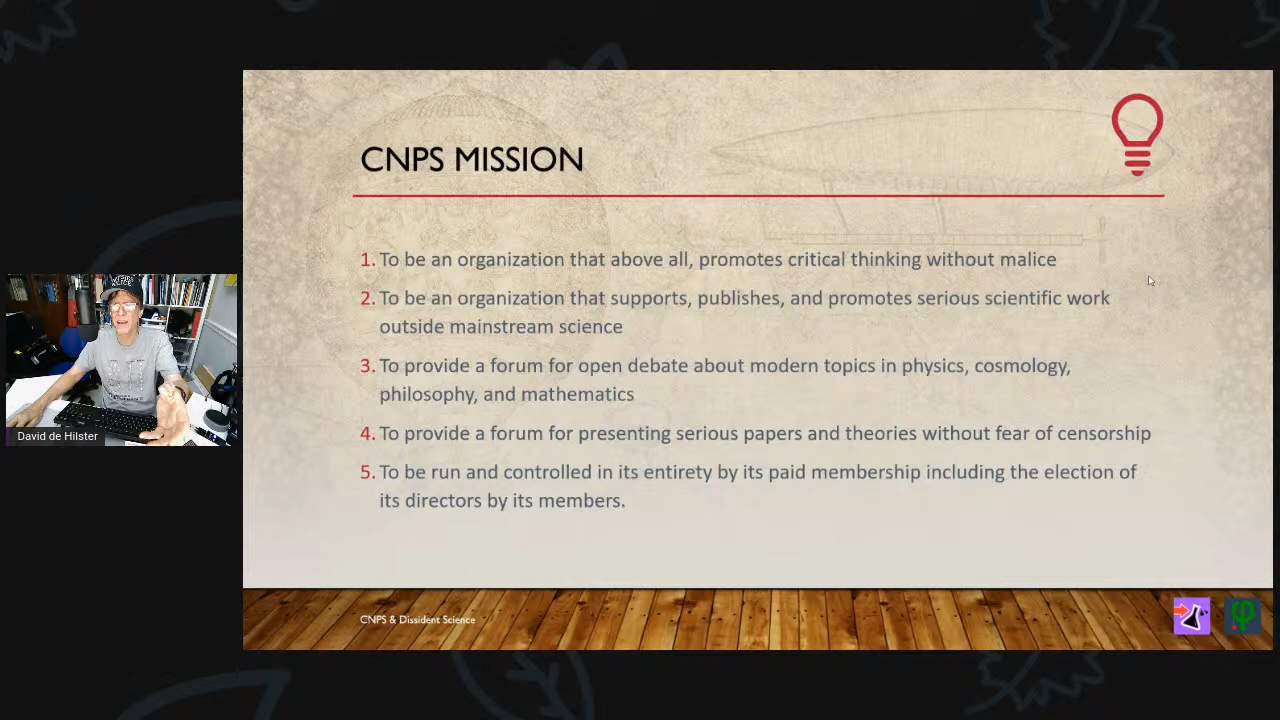 CNPS MISSION
1. To be an organization that above all, promotes critical thinking without malice
2. To be an organization that supports, publishes, and promotes serious scientific work
outside mainstream science
3. To provide a forum for open debate about modern topics in physics, cosmology,
philosophy, and mathematics
4. To provide a forum for presenting serious papers and theories without fear of censorship
5. To be run and controlled in its entirety by its paid membership including the election of
its directors by its members.
David de Hilster
CNPS & Dissident Science